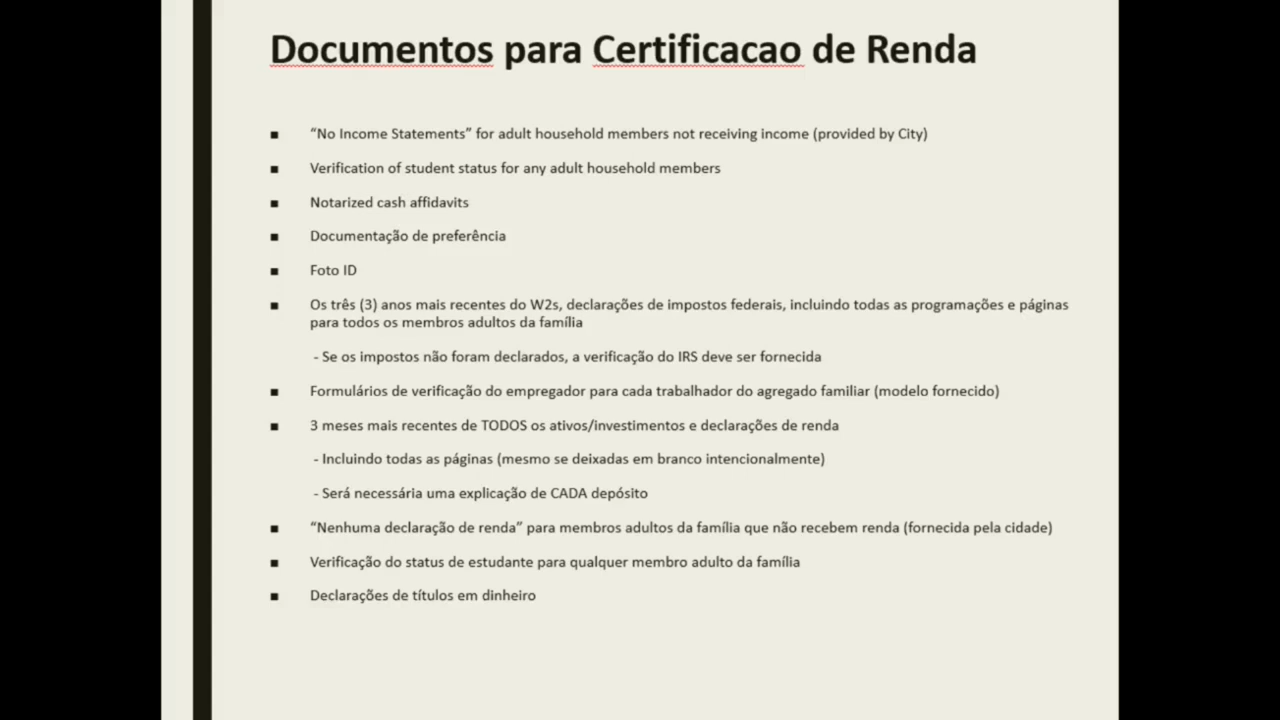 Documentos para Certificacao de Renda
■ “No Income Statements” for adult household members not receiving income (provided by City)
■ Verification of student status for any adult household members
■ Notarized cash affidavits
■ Documentação de preferência
■ Foto ID
■ Os três (3) anos mais recentes do W2s, declarações de impostos federais, incluindo todas as programações e páginas
para todos os membros adultos da família
- Se os impostos não foram declarados, a verificação do IRS deve ser fornecida
■ Formulários de verificação do empregador para cada trabalhador do agregado familiar (modelo fornecido)
■ 3 meses mais recentes de TODOS os ativos/investimentos e declarações de renda
- Incluindo todas as páginas (mesmo se deixadas em branco intencionalmente)
- Será necessária uma explicação de CADA depósito
■ “Nenhuma declaração de renda” para membros adultos da família que não recebem renda (fornecida pela cidade)
■ Verificação do status de estudante para qualquer membro adulto da família
■ Declarações de títulos em dinheiro